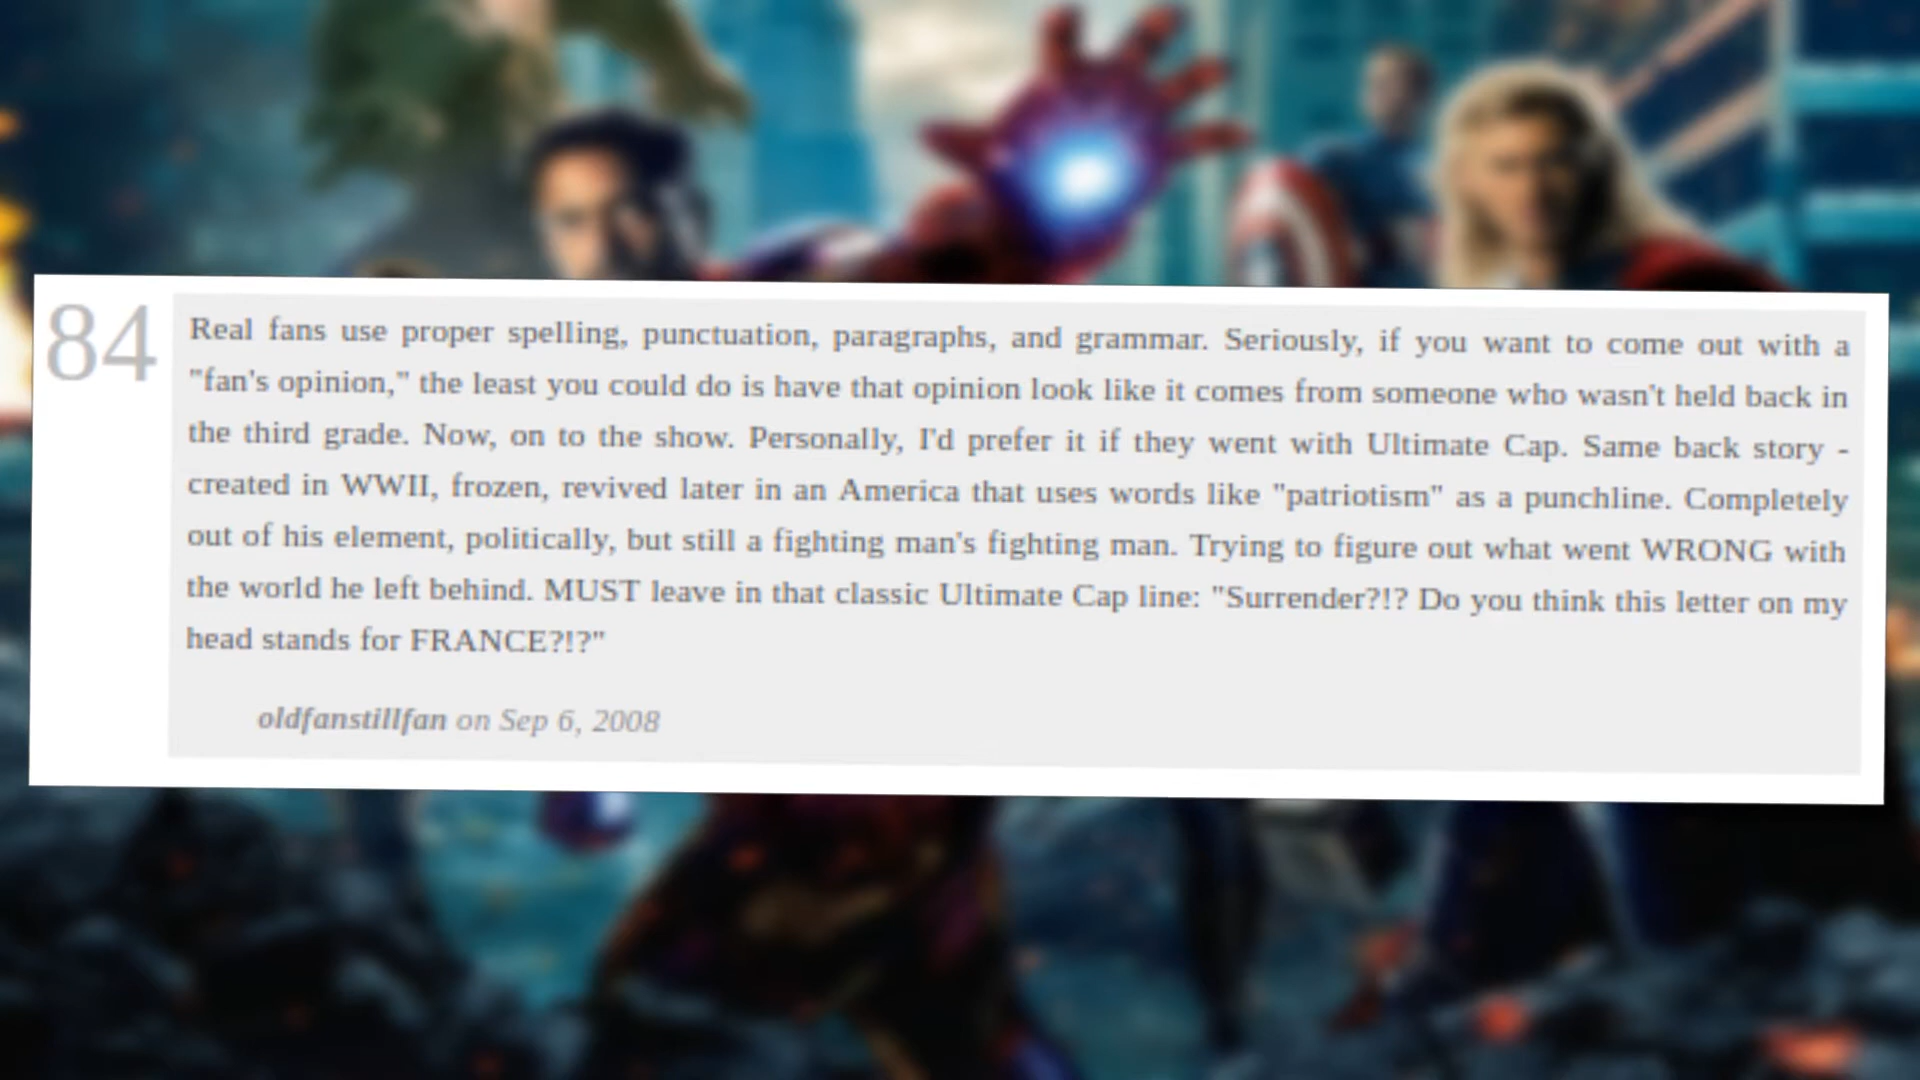 84
Real fans use proper spelling, punctuation, paragraphs, and grammar. Seriously, if you want to come out with a
"fan's opinion," the least you could do is have that opinion look like it comes from someone who wasn't held back in
the third grade. Now, on to the show. Personally, I'd prefer it if they went with Ultimate Cap. Same back story -
created in WWII, frozen, revived later in an America that uses words like "patriotism" as a punchline. Completely
out of his element, politically, but still a fighting man's fighting man. Trying to figure out what went WRONG with
the world he left behind. MUST leave in that classic Ultimate Cap line: "Surrender?!? Do you think this letter on my
head stands for FRANCE?!?"
oldfanstillfan on Sep 6, 2008